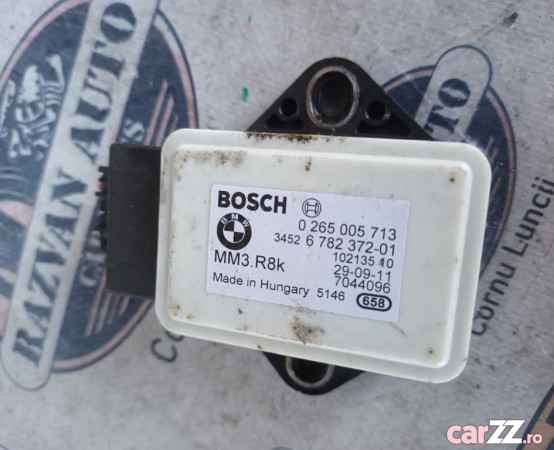 RAZVAN AUTO
BOSCH
BMW
0 265 005 713
3452 6 782 372-01
102135 10
MM3.R8k
29-09-11
7044096
Made in Hungary 5146 658
AUTO
Cornu Luncii
carZZ.ro